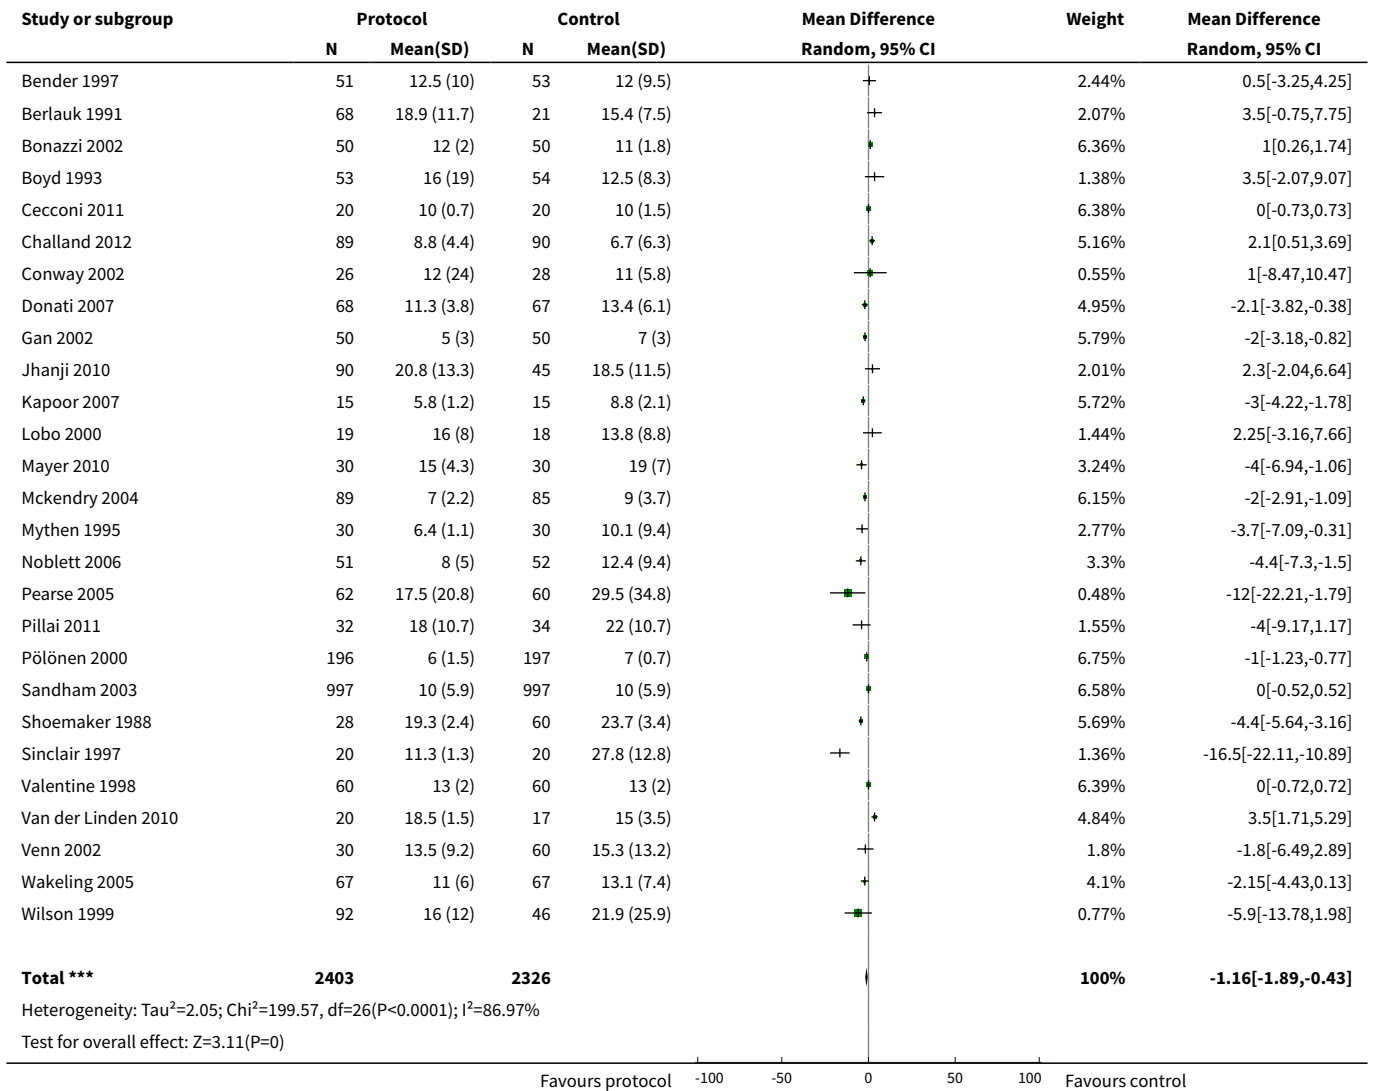 Study or subgroup Protocol Control Mean Difference Weight Mean Difference
N Mean(SD) N Mean(SD) Random, 95% CI Random, 95% CI
Bender 1997 51 12.5 (10) 53 12 (9.5) 2.44% 0.5[-3.25,4.25]
Berlauk 1991 68 18.9 (11.7) 21 15.4 (7.5) 2.07% 3.5[-0.75,7.75]
Bonazzi 2002 50 12 (2) 50 11 (1.8) 6.36% 1[0.26,1.74]
Boyd 1993 53 16 (19) 54 12.5 (8.3) 1.38% 3.5[-2.07,9.07]
Cecconi 2011 20 10 (0.7) 20 10 (1.5) 6.38% 0[-0.73,0.73]
Challand 2012 89 8.8 (4.4) 90 6.7 (6.3) 5.16% 2.1[0.51,3.69]
Conway 2002 26 12 (24) 28 11 (5.8) 0.55% 1[-8.47,10.47]
Donati 2007 68 11.3 (3.8) 67 13.4 (6.1) 4.95% -2.1[-3.82,-0.38]
Gan 2002 50 5 (3) 50 7 (3) 5.79% -2[-3.18,-0.82]
Jhanji 2010 90 20.8 (13.3) 45 18.5 (11.5) 2.01% 2.3[-2.04,6.64]
Kapoor 2007 15 5.8 (1.2) 15 8.8 (2.1) 5.72% -3[-4.22,-1.78]
Lobo 2000 19 16 (8) 18 13.8 (8.8) 1.44% 2.25[-3.16,7.66]
Mayer 2010 30 15 (4.3) 30 19 (7) 3.24% -4[-6.94,-1.06]
Mckendry 2004 89 7 (2.2) 85 9 (3.7) 6.15% -2[-2.91,-1.09]
Mythen 1995 30 6.4 (1.1) 30 10.1 (9.4) 2.77% -3.7[-7.09,-0.31]
Noblett 2006 51 8 (5) 52 12.4 (9.4) 3.3% -4.4[-7.3,-1.5]
Pearse 2005 62 17.5 (20.8) 60 29.5 (34.8) 0.48% -12[-22.21,-1.79]
Pillai 2011 32 18 (10.7) 34 22 (10.7) 1.55% -4[-9.17,1.17]
Pölönen 2000 196 6 (1.5) 197 7 (0.7) 6.75% -1[-1.23,-0.77]
Sandham 2003 997 10 (5.9) 997 10 (5.9) 6.58% 0[-0.52,0.52]
Shoemaker 1988 28 19.3 (2.4) 60 23.7 (3.4) 5.69% -4.4[-5.64,-3.16]
Sinclair 1997 20 11.3 (1.3) 20 27.8 (12.8) 1.36% -16.5[-22.11,-10.89]
Valentine 1998 60 13 (2) 60 13 (2) 6.39% 0[-0.72,0.72]
Van der Linden 2010 20 18.5 (1.5) 17 15 (3.5) 4.84% 3.5[1.71,5.29]
Venn 2002 30 13.5 (9.2) 60 15.3 (13.2) 1.8% -1.8[-6.49,2.89]
Wakeling 2005 67 11 (6) 67 13.1 (7.4) 4.1% -2.15[-4.43,0.13]
Wilson 1999 92 16 (12) 46 21.9 (25.9) 0.77% -5.9[-13.78,1.98]
Total *** 2403 2326 100% -1.16[-1.89,-0.43]
Heterogeneity: Tau²=2.05; Chi²=199.57, df=26(P<0.0001); I²=86.97%
Test for overall effect: Z=3.11(P=0)
Favours protocol -100 -50 0 50 100 Favours control